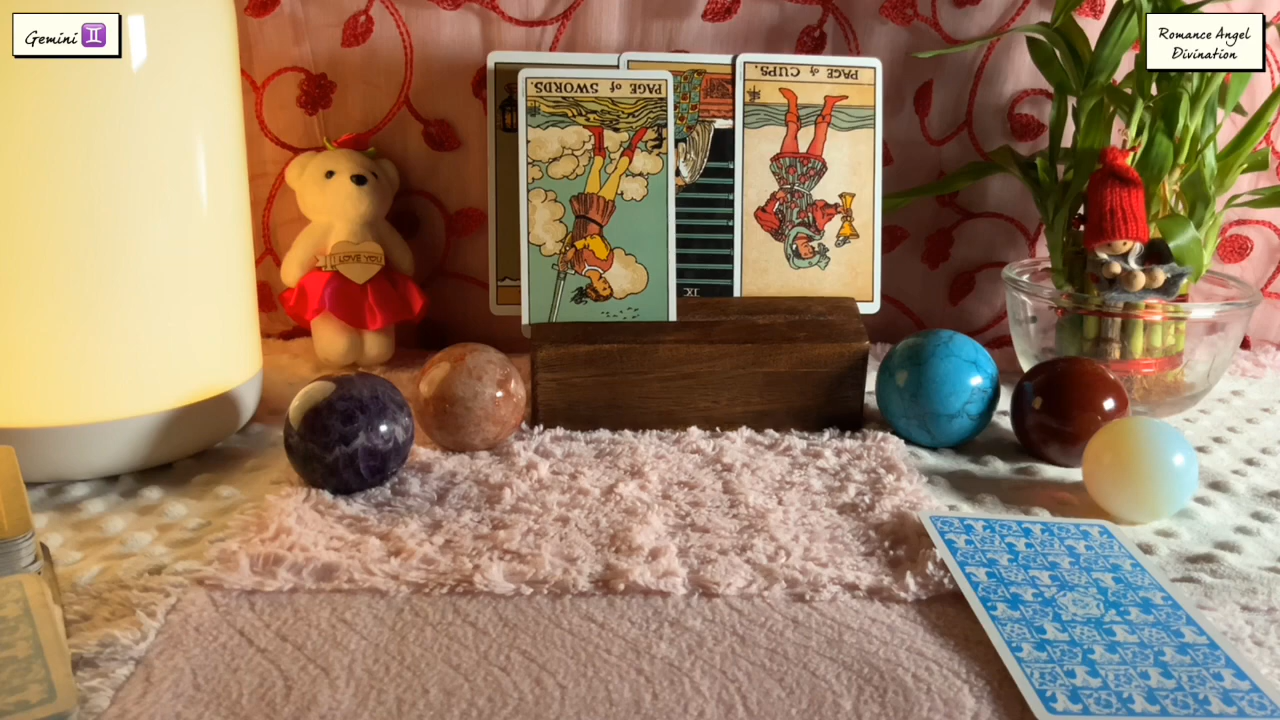 Gemini ♊
Romance Angel
Divination
PAGE of SWORDS.
PAGE of CUPS.
IX
I LOVE YOU